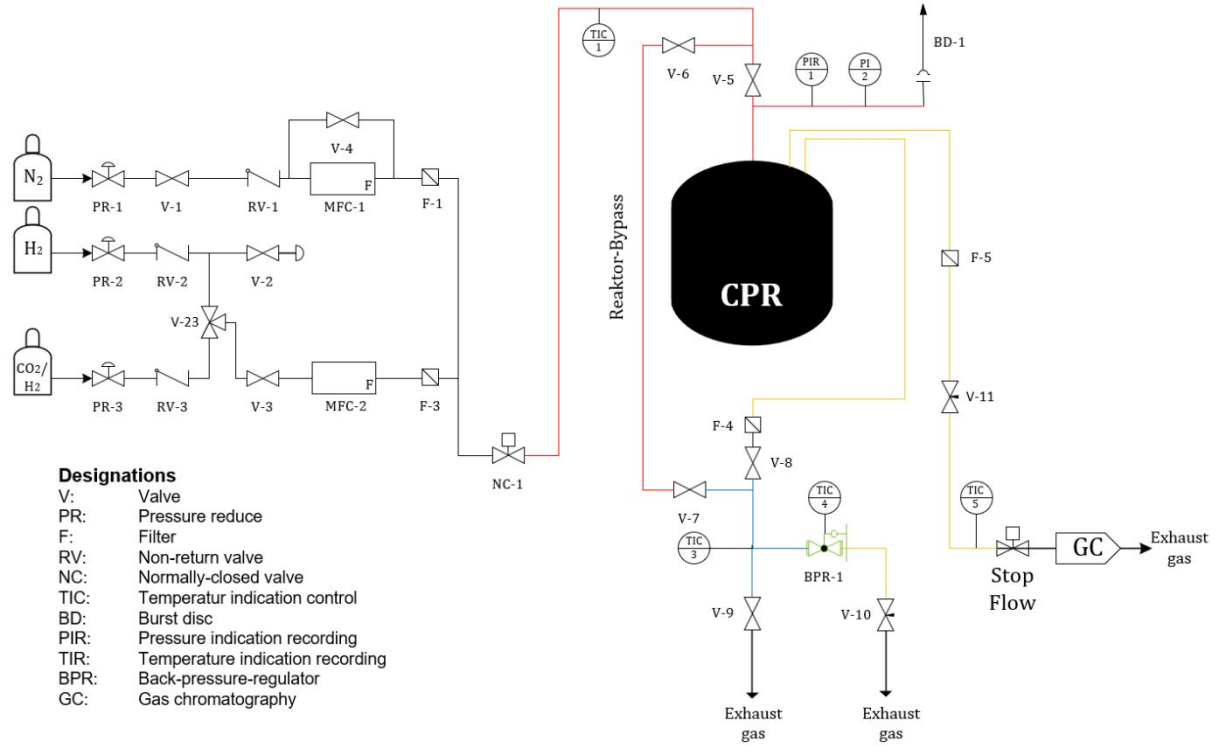 TIC
1
V-6
V-5
PIR
1
PI
2
BD-1
N2
PR-1
V-1
RV-1
V-4
MFC-1
F
F-1
H2
PR-2
RV-2
V-2
V-23
CO2/
H2
PR-3
RV-3
V-3
MFC-2
F
F-3
NC-1
Reaktor-Bypass
CPR
F-5
V-11
F-4
V-8
V-7
TIC
3
TIC
4
BPR-1
V-9
V-10
TIC
5
Stop
Flow
GC
Exhaust
gas
Exhaust
gas
Exhaust
gas
Designations
V: Valve
PR: Pressure reduce
F: Filter
RV: Non-return valve
NC: Normally-closed valve
TIC: Temperatur indication control
BD: Burst disc
PIR: Pressure indication recording
TIR: Temperature indication recording
BPR: Back-pressure-regulator
GC: Gas chromatography